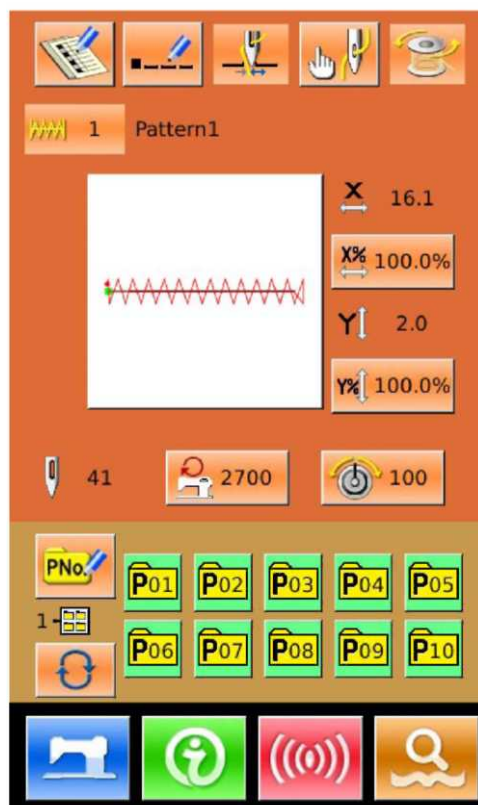 1 Pattern1
X 16.1
X% 100.0%
Y 2.0
Y% 100.0%
41 2700 100
PNo.
P01 P02 P03 P04 P05
1-
P06 P07 P08 P09 P10